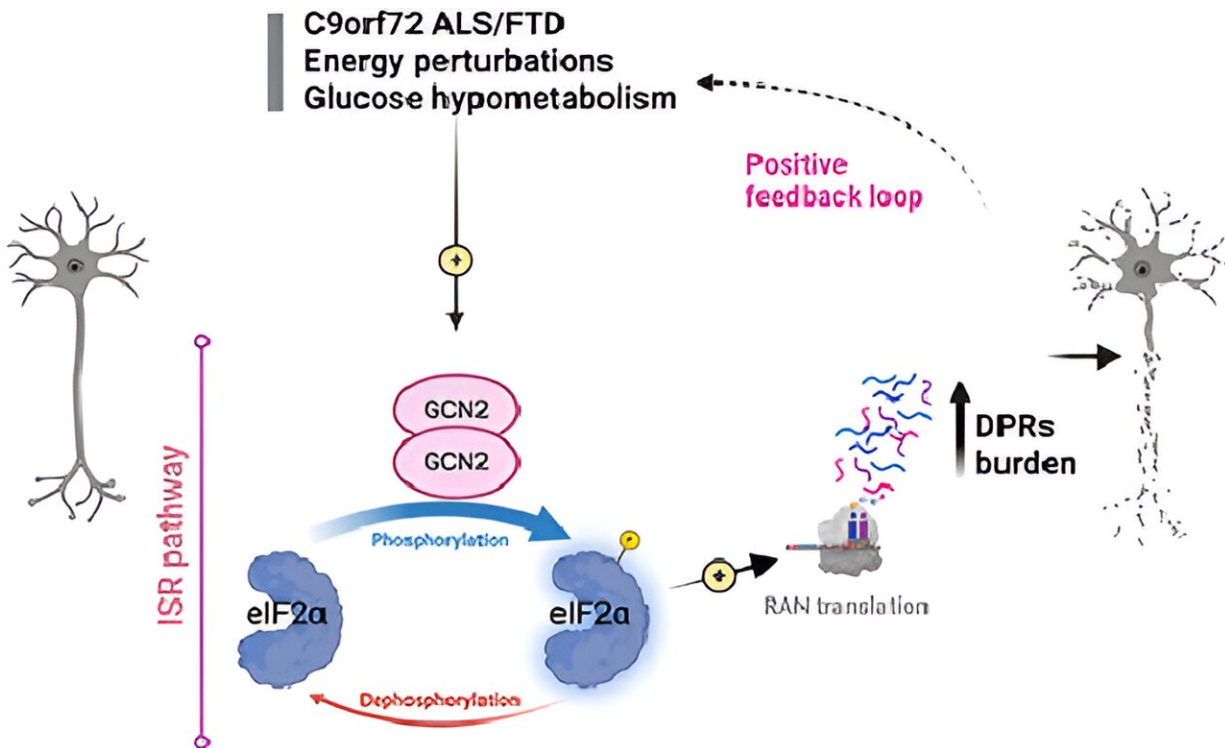 C9orf72 ALS/FTD
Energy perturbations
Glucose hypometabolism
Positive
feedback loop
+
GCN2
GCN2
ISR pathway
Phosphorylation
eIF2α
P
eIF2α
Dephosphorylation
+
RAN translation
DPRs
burden